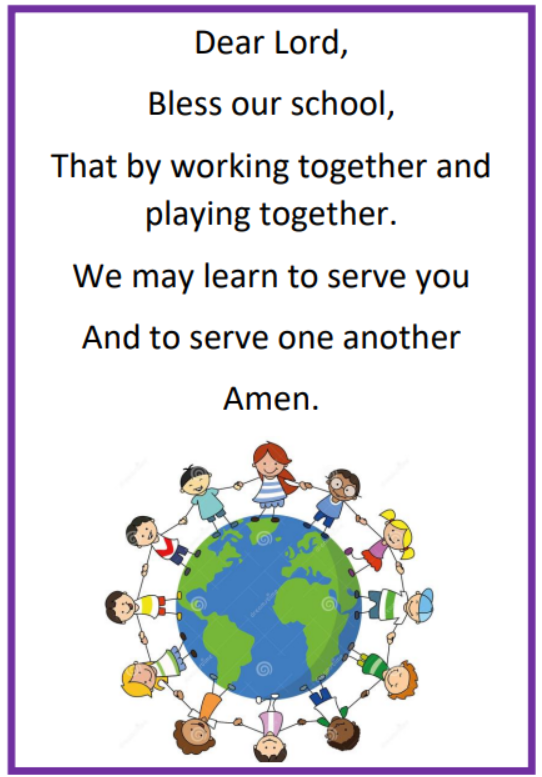 Dear Lord,
Bless our school,
That by working together and
playing together.
We may learn to serve you
And to serve one another
Amen.